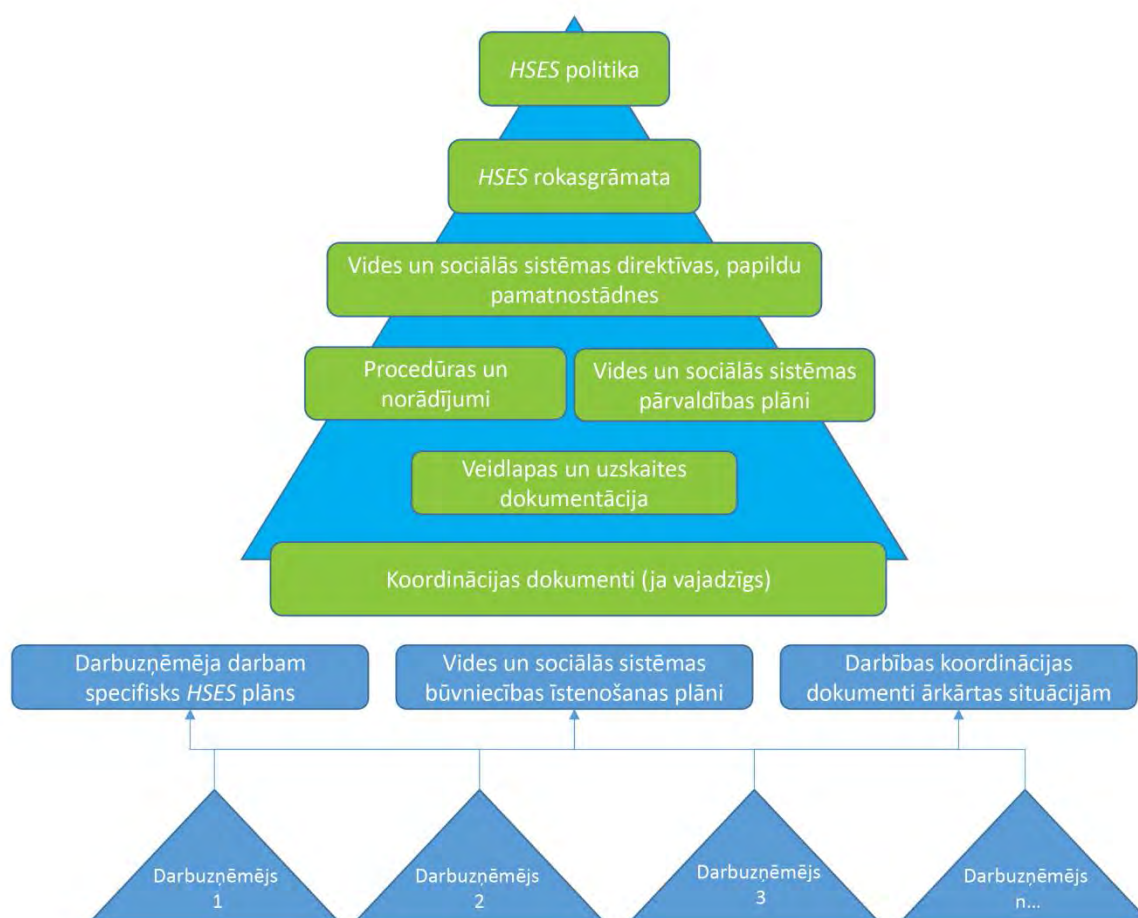 HSES politika
HSES rokasgrāmata
Vides un sociālās sistēmas direktīvas, papildu
pamatnostādnes
Procedūras un
norādījumi
Vides un sociālās sistēmas
pārvaldības plāni
Veidlapas un uzskaites
dokumentācija
Koordinācijas dokumenti (ja vajadzīgs)
Darbuzņēmēja darbam
specifisks HSES plāns
Vides un sociālās sistēmas
būvniecības īstenošanas plāni
Darbības koordinācijas
dokumenti ārkārtas situācijām
Darbuzņēmējs
1
Darbuzņēmējs
2
Darbuzņēmējs
3
Darbuzņēmējs
n...